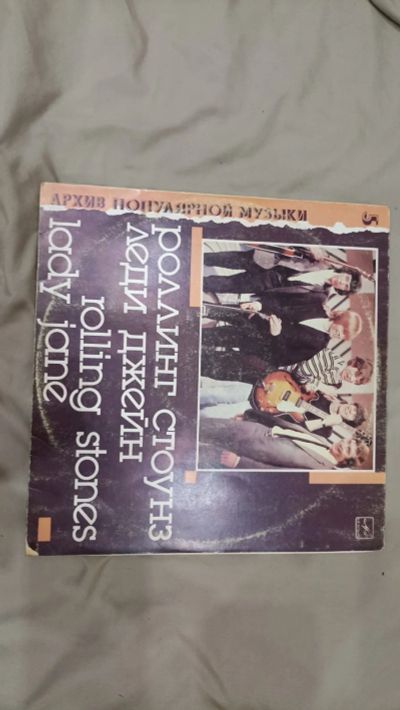 АРХИВ ПОПУЛЯРНОЙ МУЗЫКИ 5
роллинг стоунз
леди джейн
rolling stones
lady jane